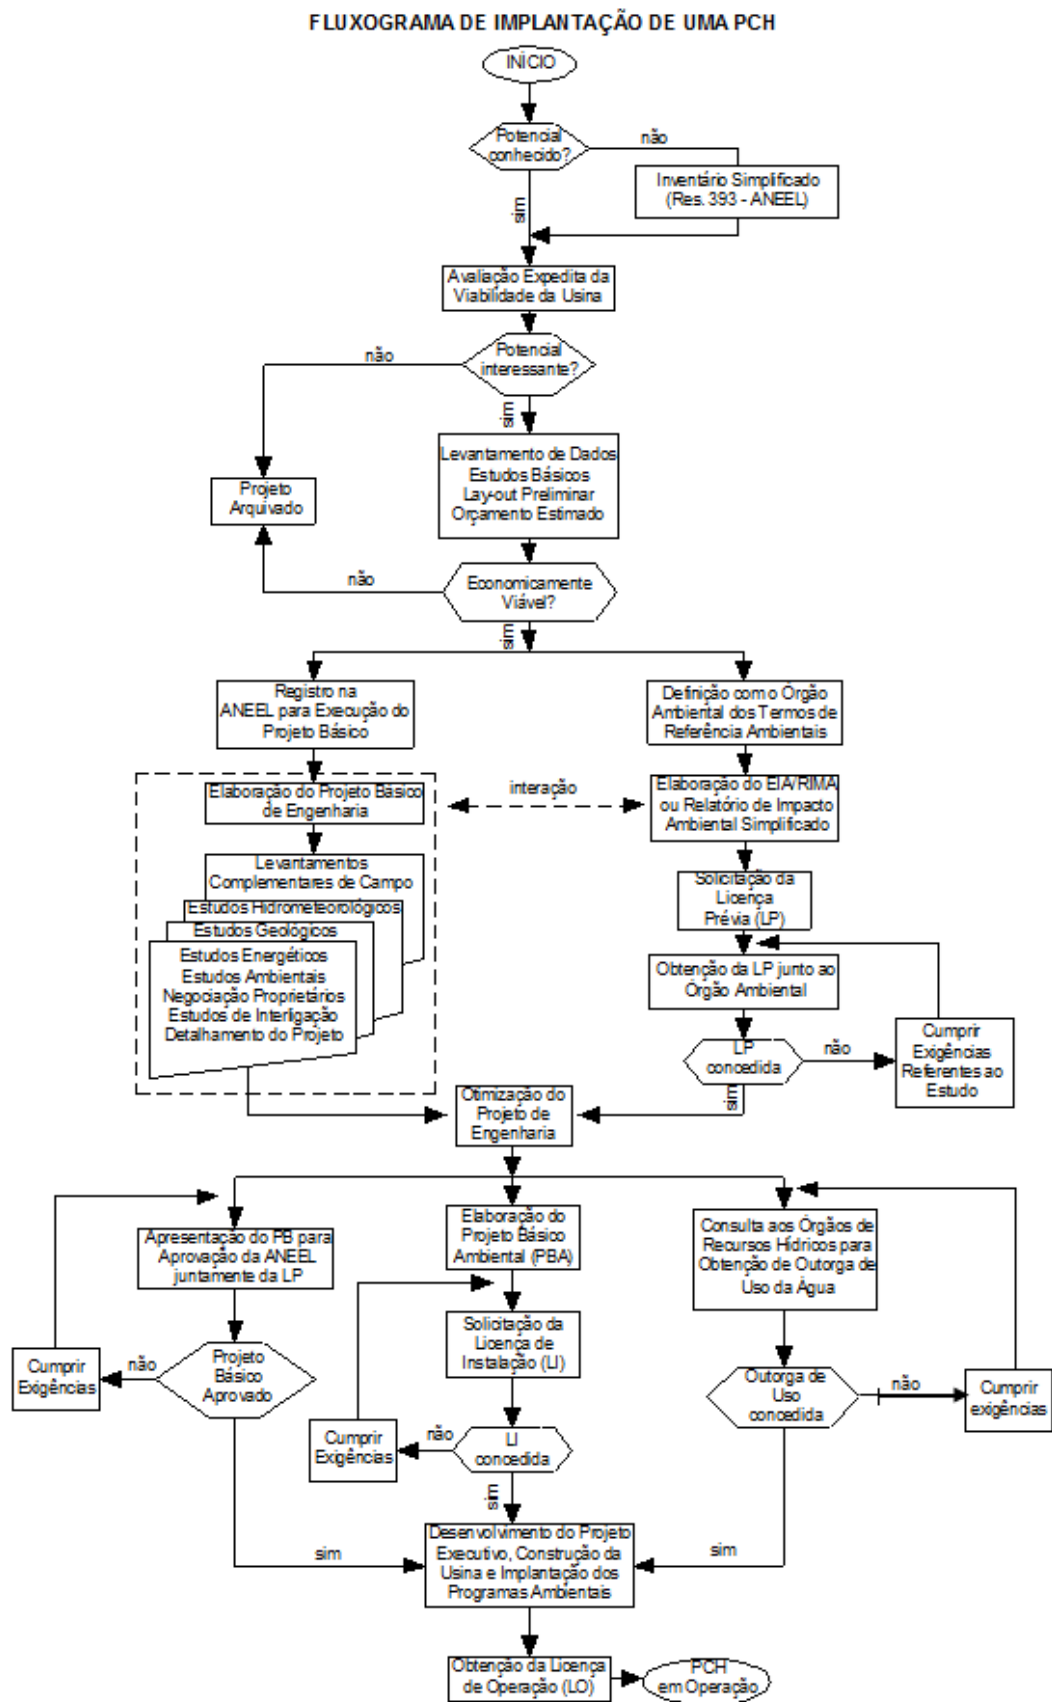 FLUXOGRAMA DE IMPLANTAÇÃO DE UMA PCH
INÍCIO
Potencial
conhecido?
não
Inventário Simplificado
(Res. 393 - ANEEL)
sim
Avaliação Expedita da
Viabilidade da Usina
Potencial
interessante?
não
sim
Levantamento de Dados
Estudos Básicos
Lay-out Preliminar
Orçamento Estimado
Projeto
Arquivado
Economicamente
Viável?
não
sim
Registro na
ANEEL para Execução do
Projeto Básico
Definição com o Órgão
Ambiental dos Termos de
Referência Ambientais
Elaboração do Projeto Básico
de Engenharia
interação
Elaboração do EIA/RIMA
ou Relatório de Impacto
Ambiental Simplificado
Levantamentos
Complementares de Campo
Estudos Hidrometeorológicos
Estudos Geológicos
Estudos Energéticos
Estudos Ambientais
Negociação Proprietários
Estudos de Interligação
Detalhamento do Projeto
Solicitação da
Licença
Prévia (LP)
Obtenção da LP junto ao
Órgão Ambiental
LP
concedida
não
Cumprir
Exigências
Referentes ao
Estudo
sim
Otimização do
Projeto de
Engenharia
Apresentação do PB para
Aprovação da ANEEL
juntamente da LP
Elaboração do
Projeto Básico
Ambiental (PBA)
Consulta aos Órgãos de
Recursos Hídricos para
Obtenção de Outorga de
Uso da Água
Solicitação da
Licença de
Instalação (LI)
Cumprir
Exigências
não
Projeto
Básico
Aprovado
Outorga de
Uso
concedida
não
Cumprir
exigências
Cumprir
Exigências
não
LI
concedida
sim
sim
Desenvolvimento do Projeto
Executivo, Construção da
Usina e Implantação dos
Programas Ambientais
sim
Obtenção da Licença
de Operação (LO)
PCH
em Operação